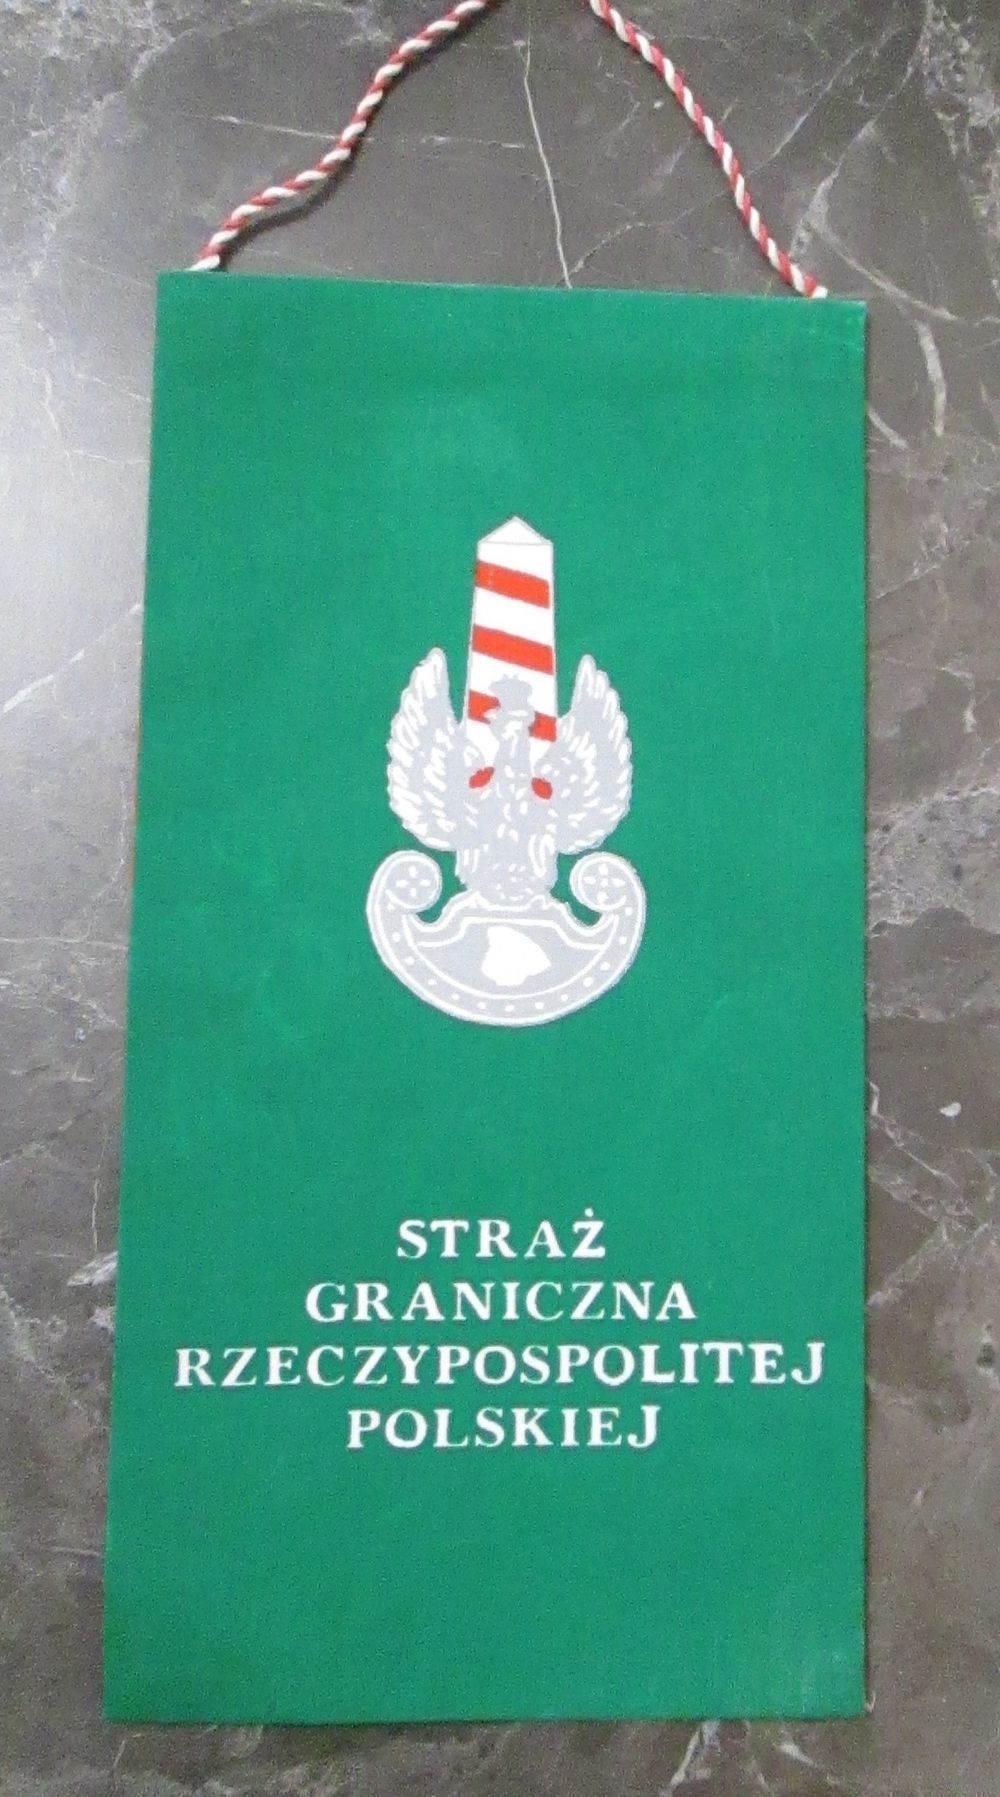 STRAŻ
GRANICZNA
RZECZYPOSPOLITEJ
POLSKIEJ